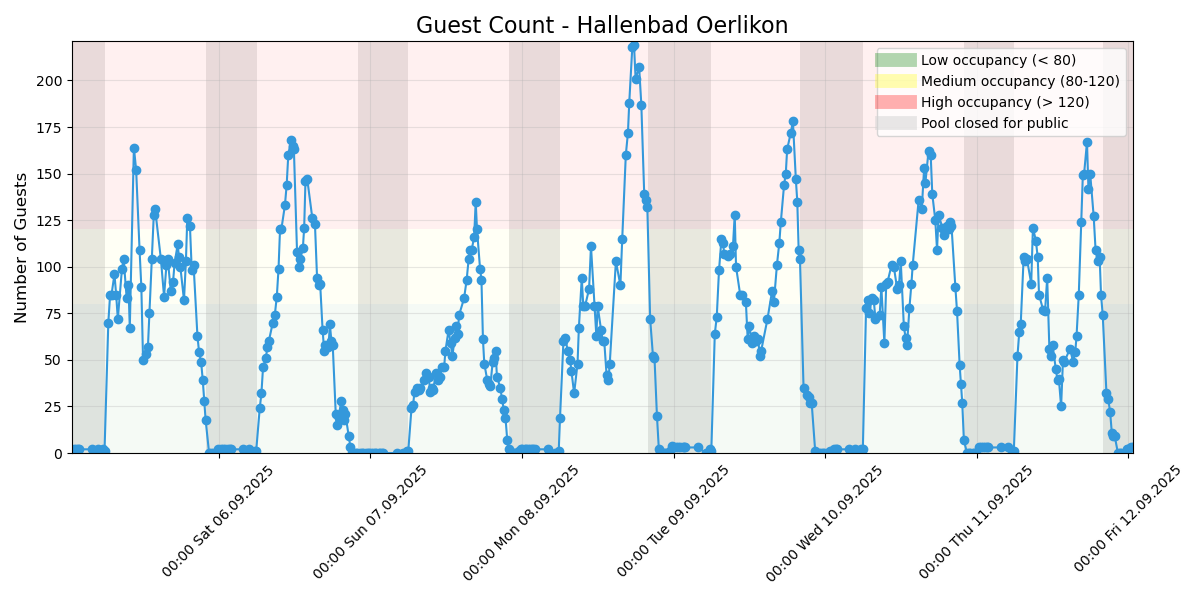 Guest Count - Hallenbad Oerlikon
Low occupancy (< 80)
Medium occupancy (80-120)
High occupancy (> 120)
Pool closed for public
Number of Guests
200
175
150
125
100
75
50
25
0
00:00 Sat 06.09.2025
00:00 Sun 07.09.2025
00:00 Mon 08.09.2025
00:00 Tue 09.09.2025
00:00 Wed 10.09.2025
00:00 Thu 11.09.2025
00:00 Fri 12.09.2025